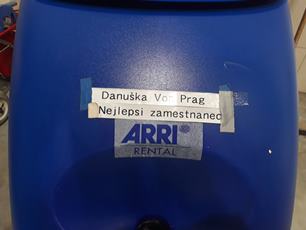 Danuška Von Prag
Nejlepsi zamestnanec
ARRI®
RENTAL